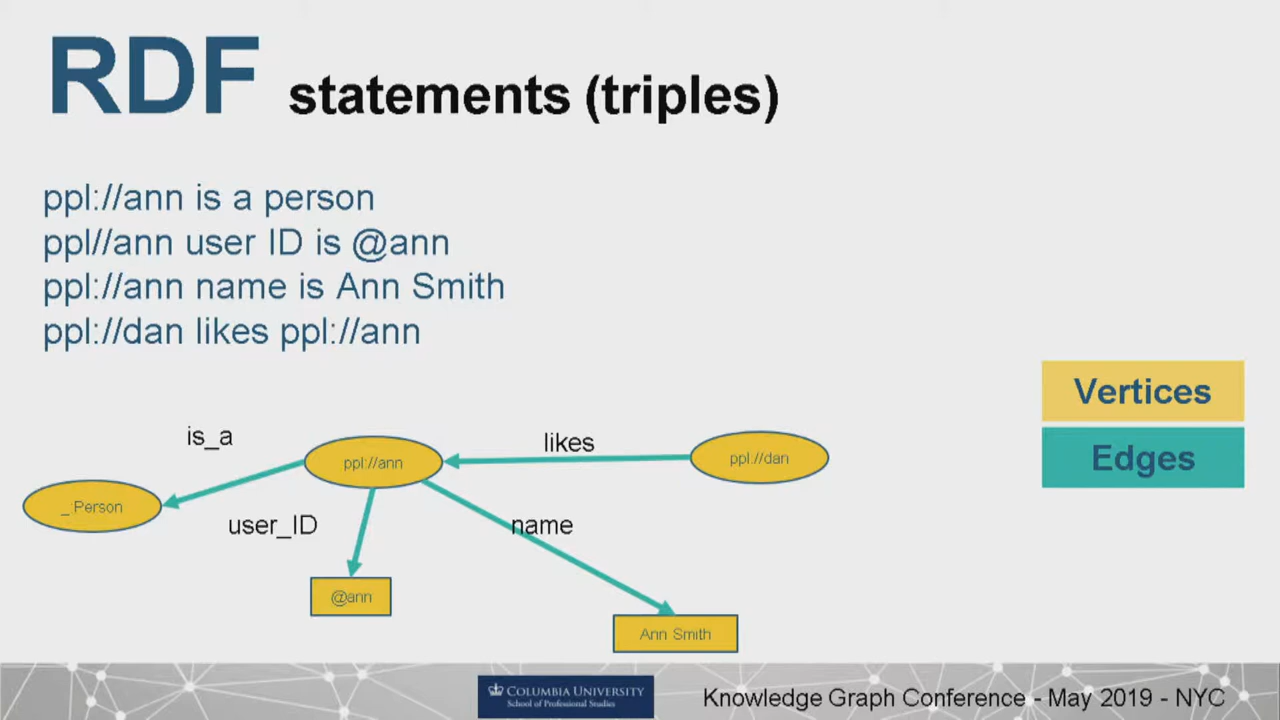 RDF statements (triples)
ppl://ann is a person
ppl//ann user ID is @ann
ppl://ann name is Ann Smith
ppl://dan likes ppl://ann
Vertices
Edges
is_a
likes
ppl://ann
ppl://dan
_:Person
user_ID
name
@ann
Ann Smith
COLUMBIA UNIVERSITY
School of Professional Studies
Knowledge Graph Conference - May 2019 - NYC